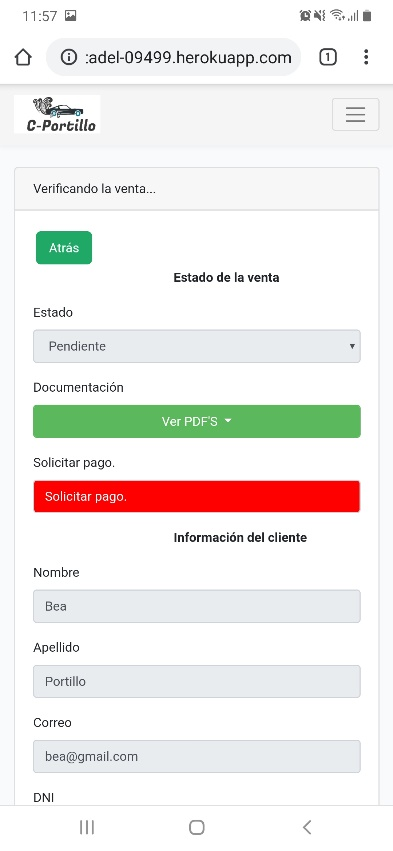 11:57
:adel-09499.herokuapp.com
1
C-Portillo
Verificando la venta...
Atrás
Estado de la venta
Estado
Pendiente
Documentación
Ver PDF'S
Solicitar pago.
Solicitar pago.
Información del cliente
Nombre
Bea
Apellido
Portillo
Correo
bea@gmail.com
DNI